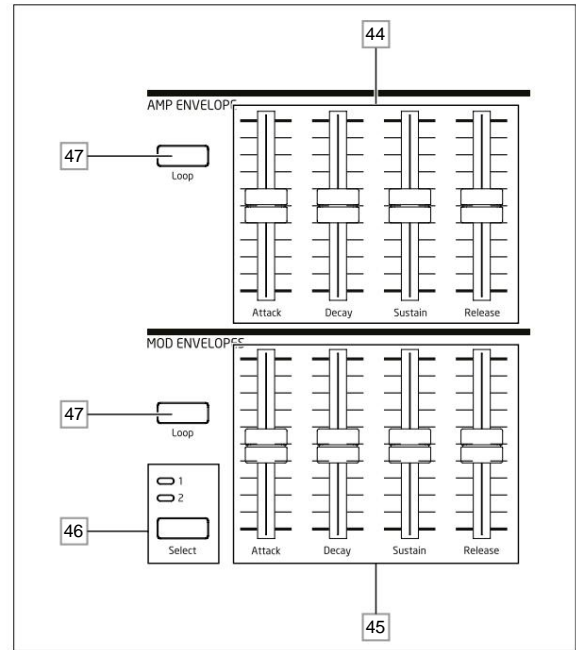 44
AMP ENVELOPE
47
Loop
Attack Decay Sustain Release
MOD ENVELOPES
47
Loop
1
2
46
Select
Attack Decay Sustain Release
45